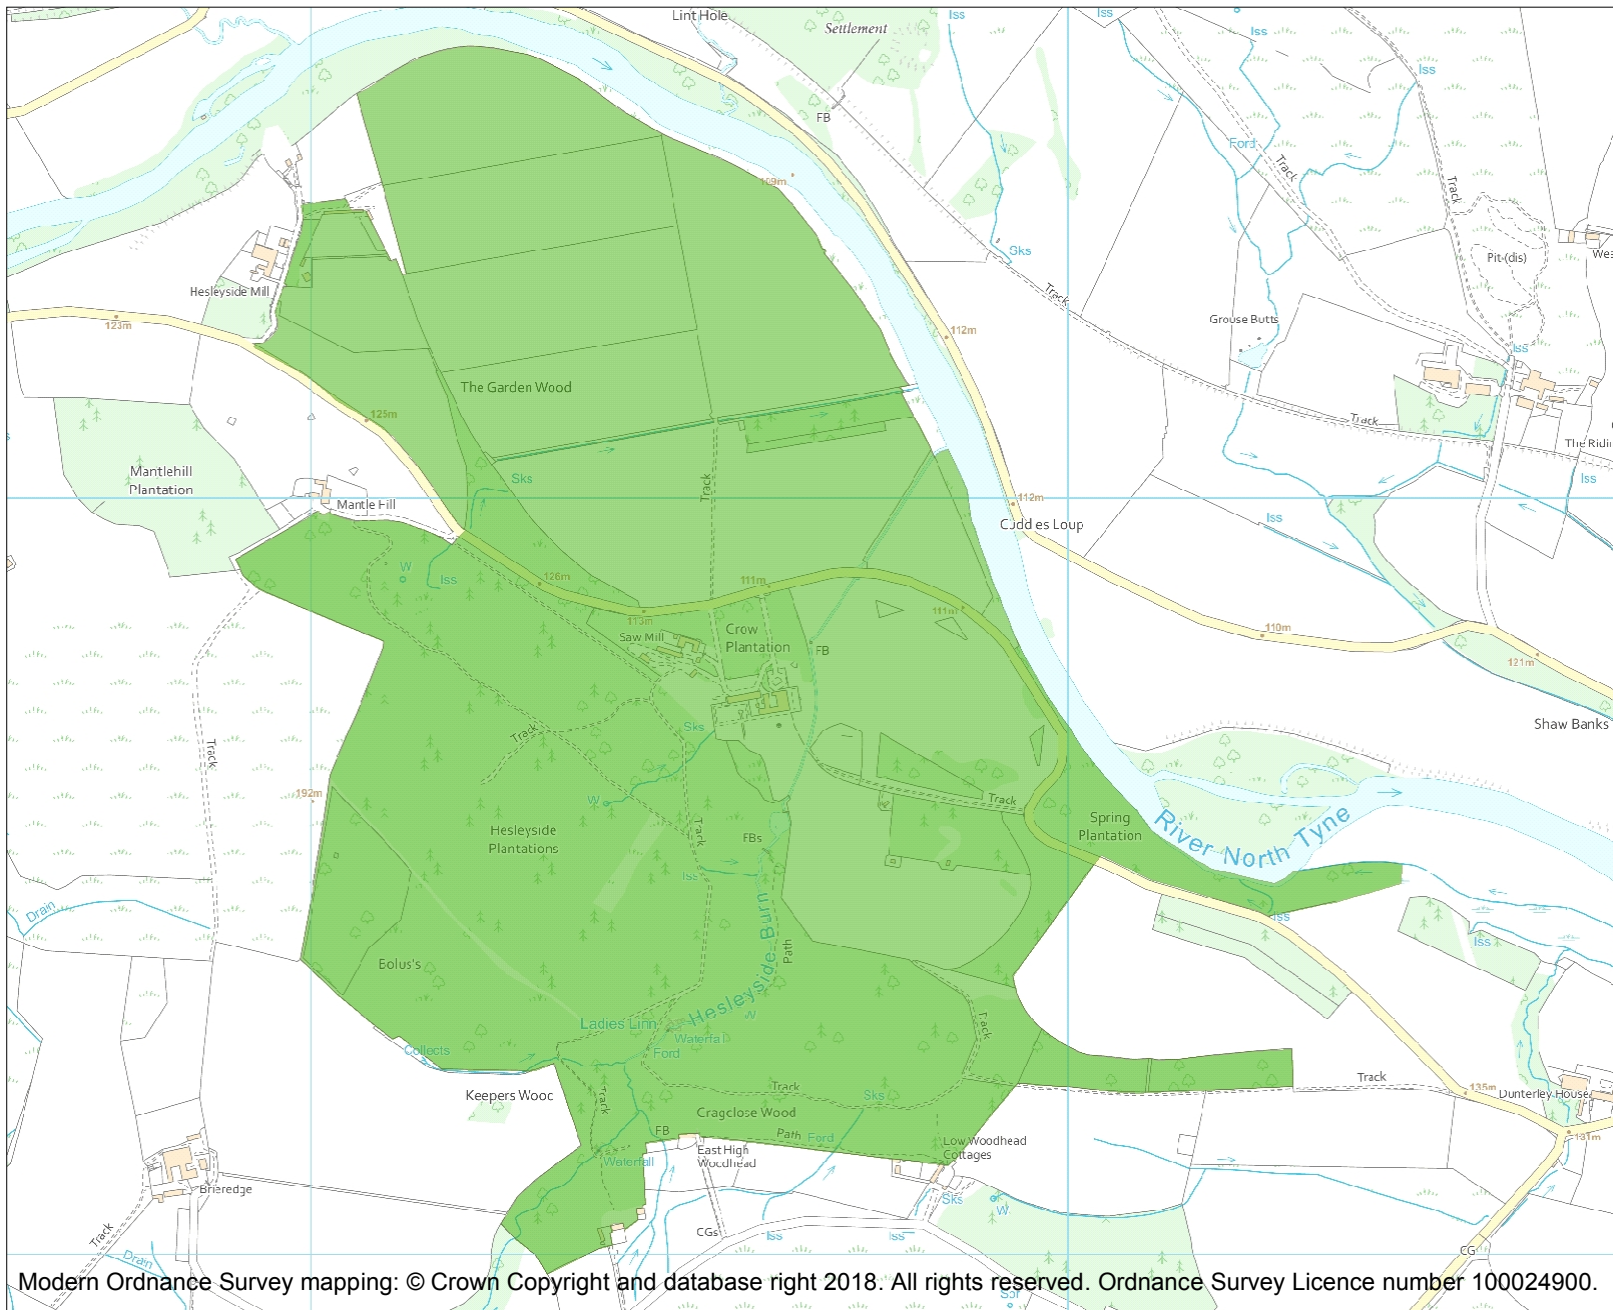 Iss
Iss
Lint Hole
Settlement
Iss
Iss
FB
Ford
Track
Track
109m
Sks
Pit (dis)
Hesleyside Mill
Track
Grouse Butts
123m
112m
Iss
The Garden Wood
125m
Track
Mantlehill
Plantation
Sks
Track
Iss
Mantle Hill
112m
Cuddies Loup
Iss
W
Iss
126m
111m
113m
111m
110m
Saw Mill
Crow
Plantation
FB
121m
Shaw Banks
Track
Track
Sks
192m
W
Track
Spring
Plantation
River North Tyne
Hesleyside
Plantations
Track
FBs
Iss
Drain
Iss
Iss
Path
Eolus's
Hesleyside Burn
W
Track
Ladies Linn
Waterfall
Ford
Collects
Keepers Wood
Track
Track
Track
135m
Dunterley House
Sks
Cragclose Wood
FB
Path
Ford
131m
Low Woodhead
Cottages
East High
Woodhead
Waterfall
Brieredge
Sks
W
Track
CGs
Iss
Iss
Drain
CG
Spr
Modern Ordnance Survey mapping: © Crown Copyright and database right 2018. All rights reserved. Ordnance Survey Licence number 100024900.